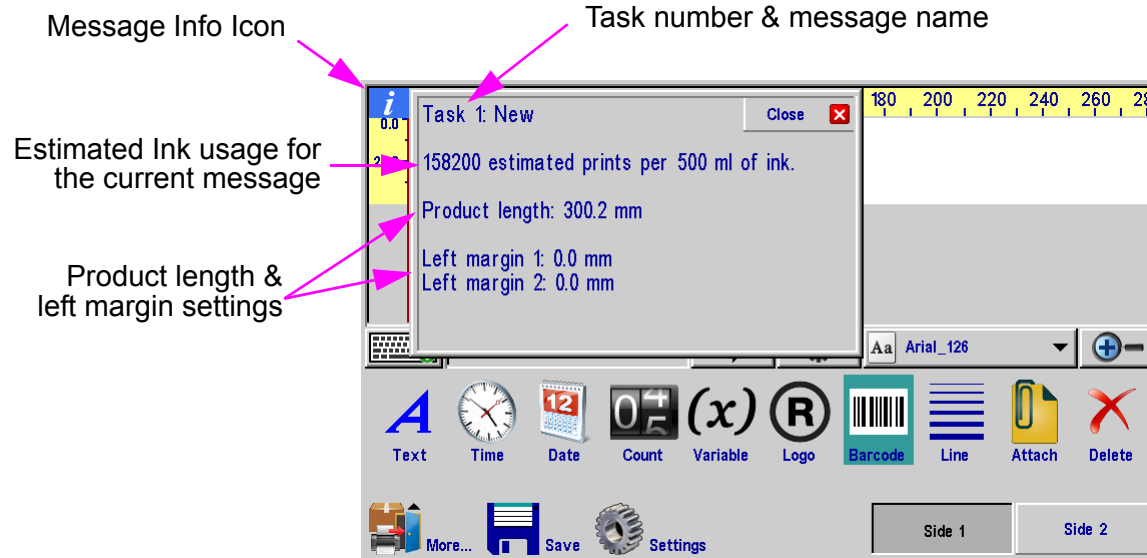 Message Info Icon
Task number & message name
i
180 200 220 240 260
0.0
Task 1: New
Close
Estimated Ink usage for
the current message
158200 estimated prints per 500 ml of ink.
Product length: 300.2 mm
Product length &
left margin settings
Left margin 1: 0.0 mm
Left margin 2: 0.0 mm
Aa Arial_126
A
12
(x)
R
Text Time Date Count Variable Logo Barcode Line Attach Delete
More... Save Settings
Side 1 Side 2